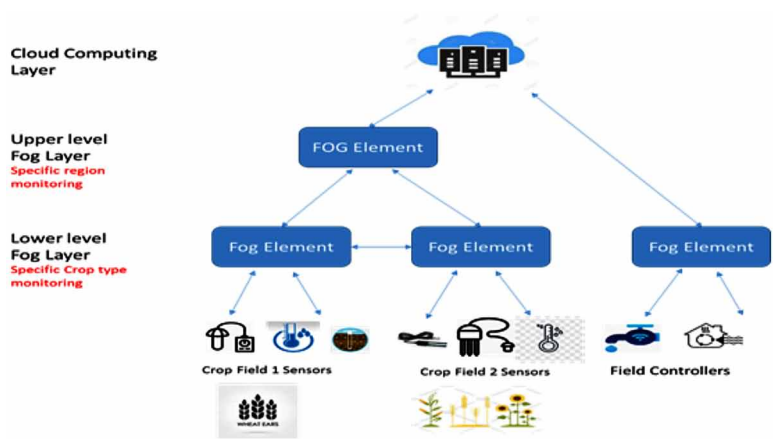 Cloud Computing
Layer
Upper level
Fog Layer
Specific region
monitoring
FOG Element
Lower level
Fog Layer
Specific Crop type
monitoring
Fog Element
Fog Element
Fog Element
Crop Field 1 Sensors
Crop Field 2 Sensors
Field Controllers
WHEAT EARS